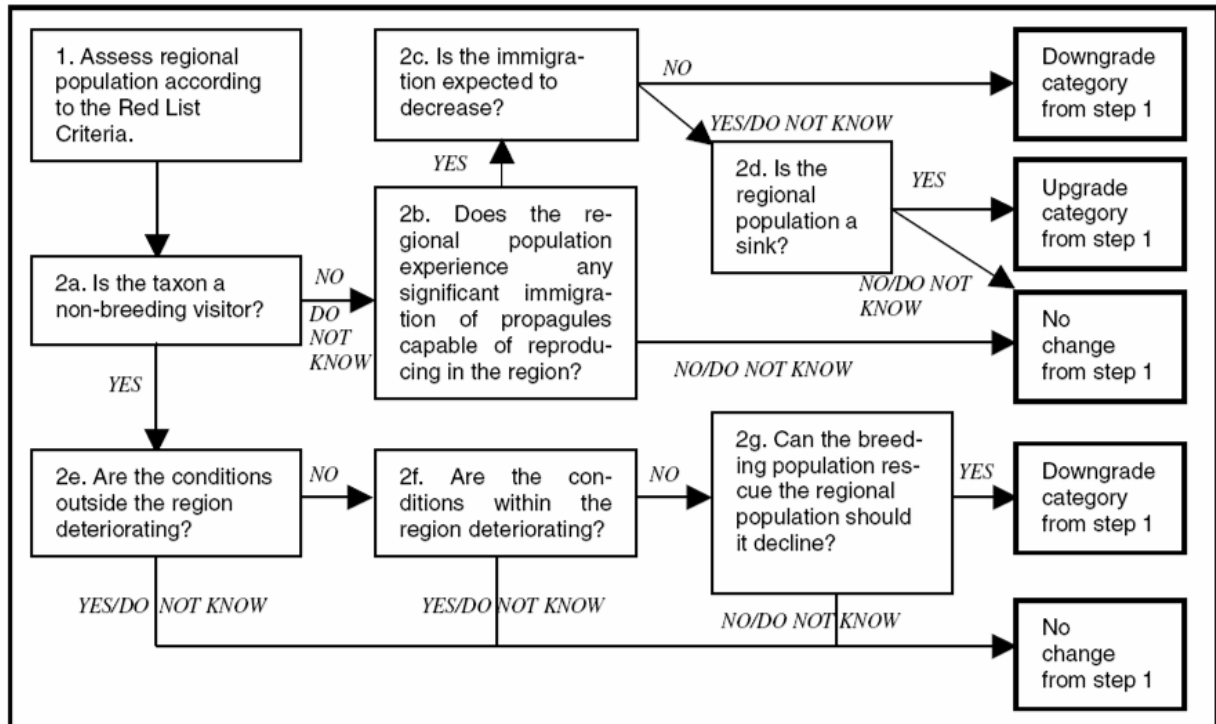 1. Assess regional
population according
to the Red List
Criteria.
2c. Is the immigra-
tion expected to
decrease?
NO
Downgrade
category
from step 1
YES/DO NOT KNOW
YES
2d. Is the
regional
population a
sink?
YES
Upgrade
category
from step 1
2a. Is the taxon a
non-breeding visitor?
NO
DO
NOT
KNOW
2b. Does the re-
gional population
experience any
significant immigra-
tion of propagules
capable of reprodu-
cing in the region?
NO/DO NOT
KNOW
NO/DO NOT KNOW
No
change
from step 1
YES
2e. Are the conditions
outside the region
deteriorating?
NO
2f. Are the con-
ditions within the
region deteriorating?
NO
2g. Can the breed-
ing population res-
cue the regional
population should
it decline?
YES
Downgrade
category
from step 1
YES/DO NOT KNOW
YES/DO NOT KNOW
NO/DO NOT KNOW
No
change
from step 1